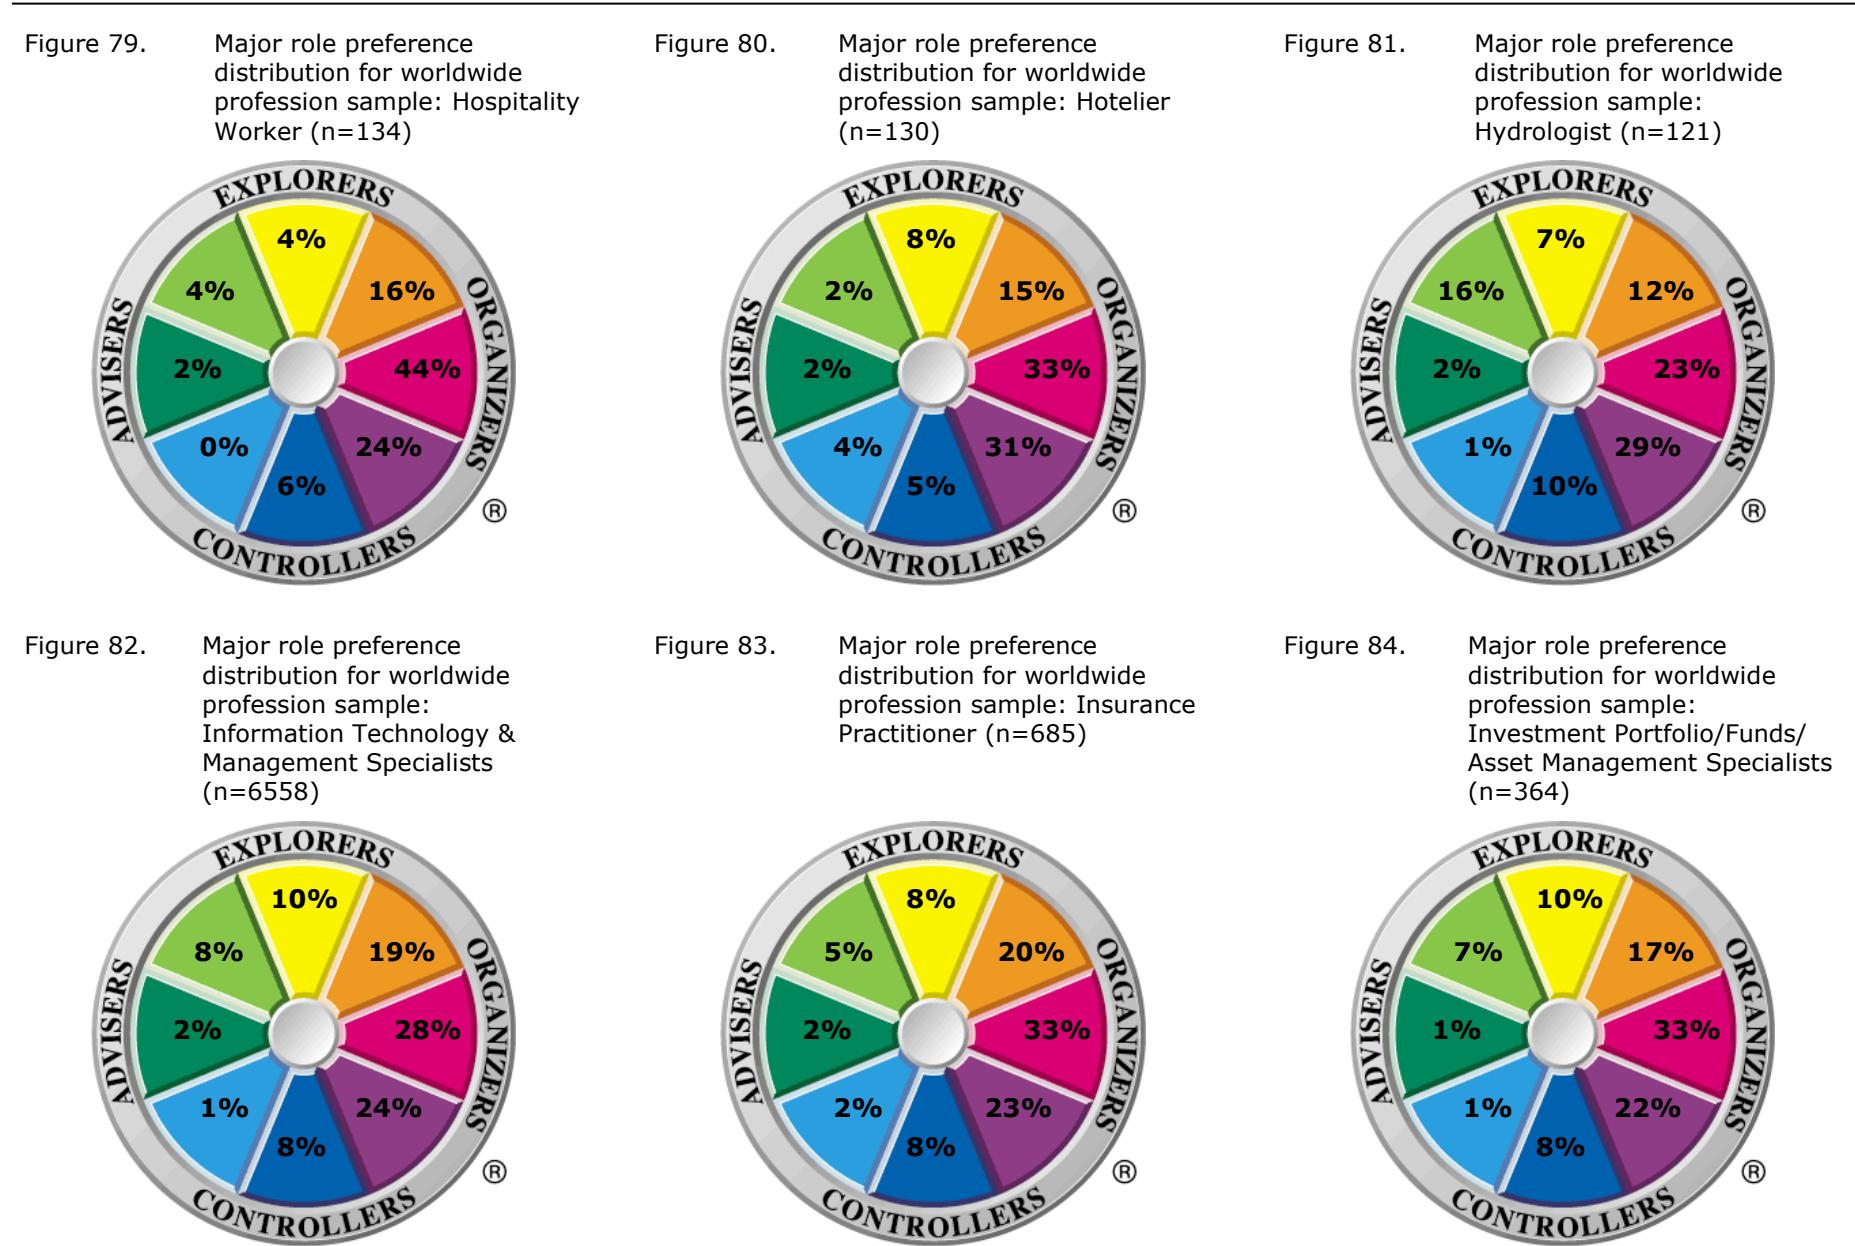 Figure 79. Major role preference
distribution for worldwide
profession sample: Hospitality
Worker (n=134)
EXPLORERS
4%
4%
16%
ADVISERS
ORGANIZERS
2%
44%
0%
24%
6%
CONTROLLERS
®
Figure 80. Major role preference
distribution for worldwide
profession sample: Hotelier
(n=130)
EXPLORERS
8%
2%
15%
ADVISERS
ORGANIZERS
2%
33%
4%
31%
5%
CONTROLLERS
®
Figure 81. Major role preference
distribution for worldwide
profession sample:
Hydrologist (n=121)
EXPLORERS
7%
16%
12%
ADVISERS
ORGANIZERS
2%
23%
1%
29%
10%
CONTROLLERS
®
Figure 82. Major role preference
distribution for worldwide
profession sample:
Information Technology &
Management Specialists
(n=6558)
EXPLORERS
10%
8%
19%
ADVISERS
ORGANIZERS
2%
28%
1%
24%
8%
CONTROLLERS
®
Figure 83. Major role preference
distribution for worldwide
profession sample: Insurance
Practitioner (n=685)
EXPLORERS
8%
5%
20%
ADVISERS
ORGANIZERS
2%
33%
2%
23%
8%
CONTROLLERS
®
Figure 84. Major role preference
distribution for worldwide
profession sample:
Investment Portfolio/Funds/
Asset Management Specialists
(n=364)
EXPLORERS
10%
7%
17%
ADVISERS
ORGANIZERS
1%
33%
1%
22%
8%
CONTROLLERS
®